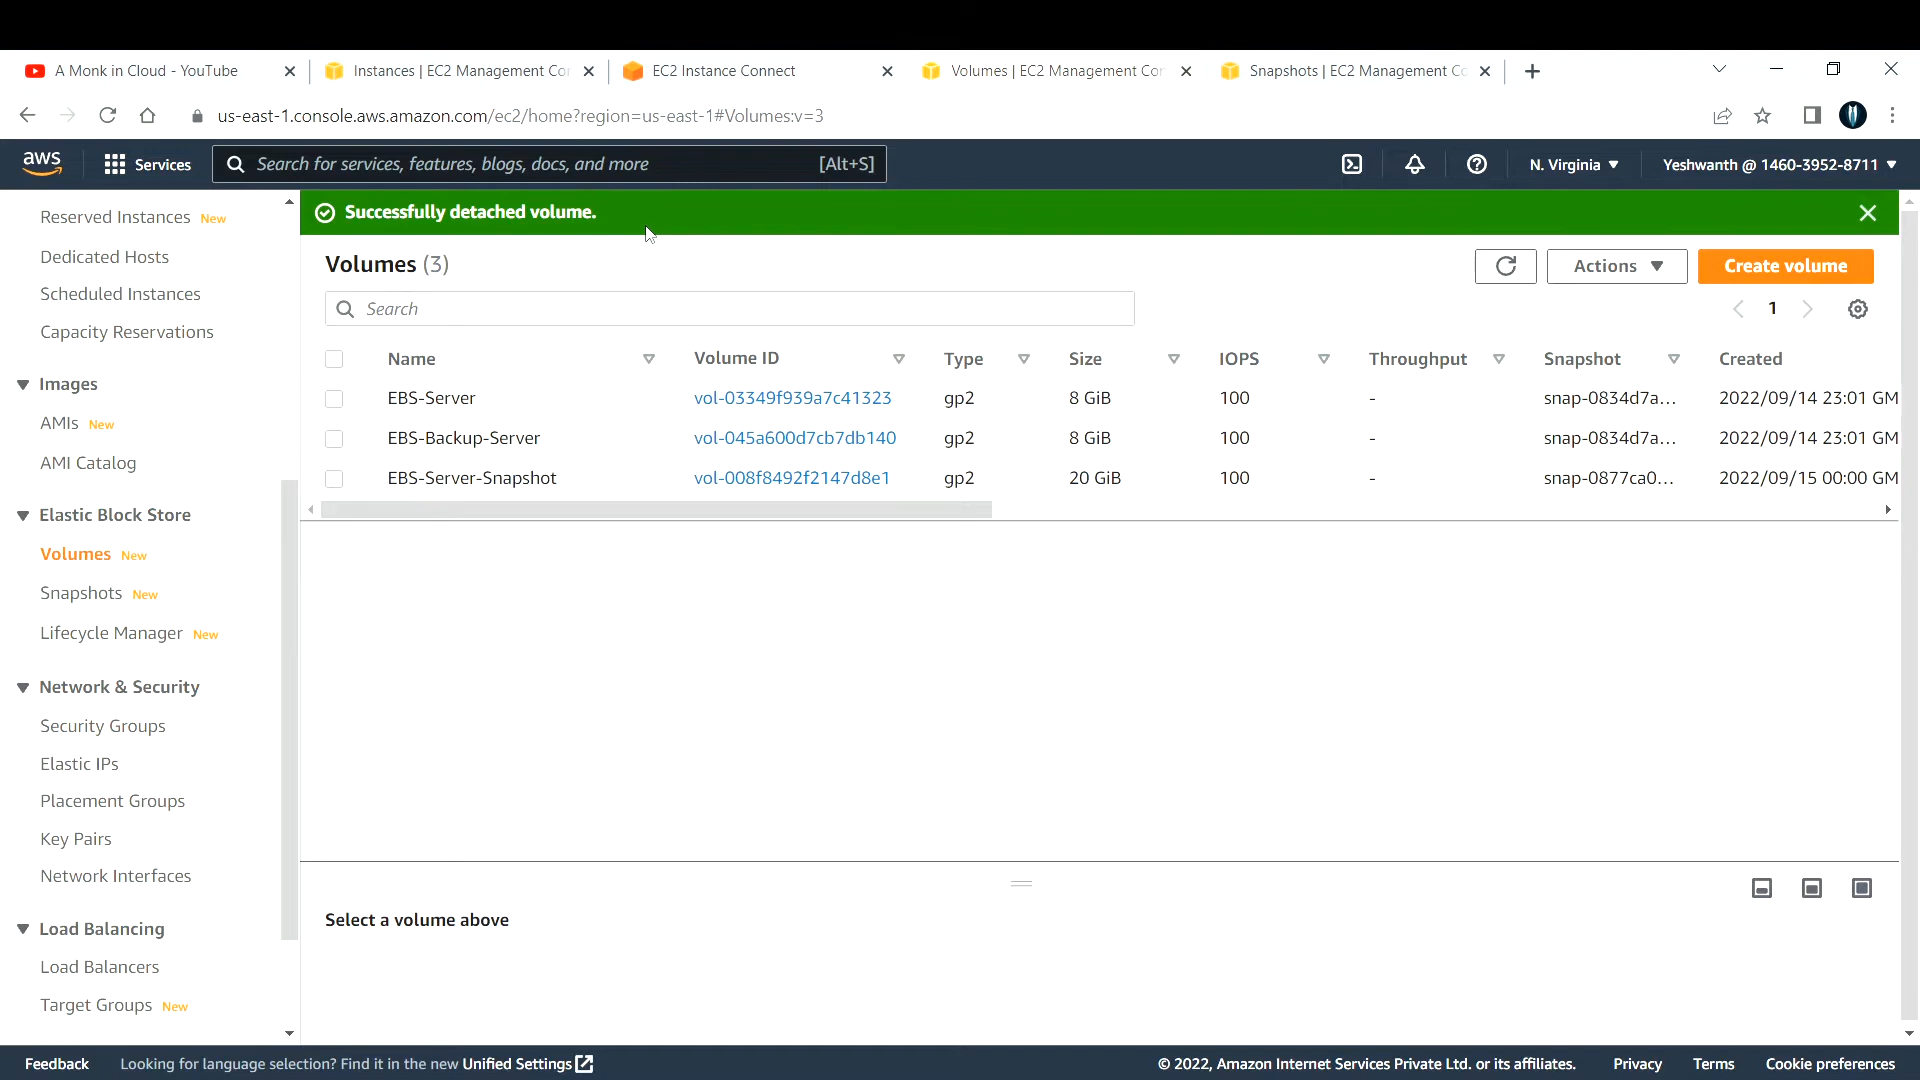 A Monk in Cloud - YouTube
Instances | EC2 Management Co
EC2 Instance Connect
Volumes | EC2 Management Cor
Snapshots | EC2 Management Co
us-east-1.console.aws.amazon.com/ec2/home?region=us-east-1#Volumes:v=3
aws
Services
Search for services, features, blogs, docs, and more
[Alt+S]
N. Virginia
Yeshwanth @ 1460-3952-8711
Reserved Instances New
Dedicated Hosts
Scheduled Instances
Capacity Reservations
Images
AMIs New
AMI Catalog
Elastic Block Store
Volumes New
Snapshots New
Lifecycle Manager New
Network & Security
Security Groups
Elastic IPs
Placement Groups
Key Pairs
Network Interfaces
Load Balancing
Load Balancers
Target Groups New
Successfully detached volume.
Volumes (3)
Actions
Create volume
Search
1
Name Volume ID Type Size IOPS Throughput Snapshot Created
EBS-Server vol-03349f939a7c41323 gp2 8 GiB 100 - snap-0834d7a... 2022/09/14 23:01 GM
EBS-Backup-Server vol-045a600d7cb7db140 gp2 8 GiB 100 - snap-0834d7a... 2022/09/14 23:01 GM
EBS-Server-Snapshot vol-008f8492f2147d8e1 gp2 20 GiB 100 - snap-0877ca0... 2022/09/15 00:00 GM
Select a volume above
Feedback
Looking for language selection? Find it in the new Unified Settings
© 2022, Amazon Internet Services Private Ltd. or its affiliates.
Privacy
Terms
Cookie preferences